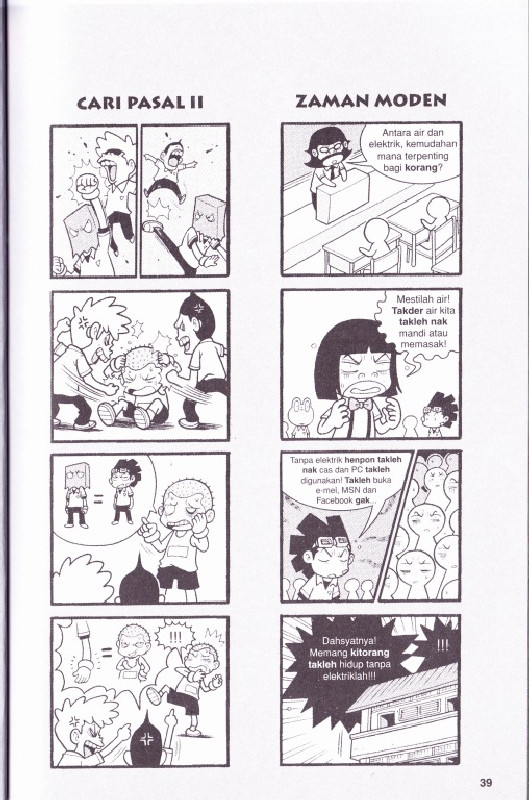 CARI PASAL II
!!!
ZAMAN MODEN
Antara air dan
elektrik, kemudahan
mana terpenting
bagi korang?
Mestilah air!
Takder air kita
takleh nak
mandi atau
memasak!
Tanpa elektrik henpon takleh
nak cas dan PC takleh
digunakan! Takleh buka
e-mel, MSN dan
Facebook gak...
Dahsyatnya!
Memang kitorang
takleh hidup tanpa
elektriklah!!!
!!!
39